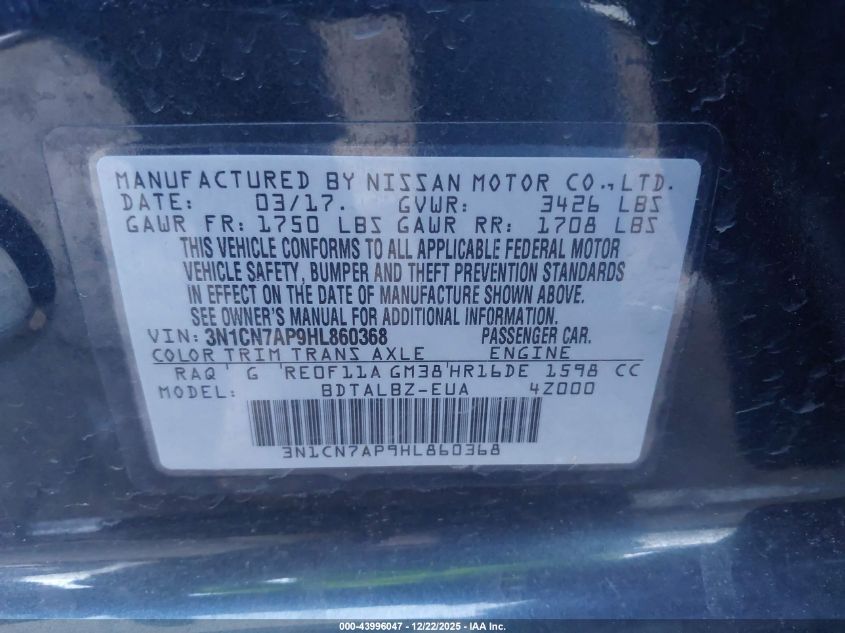 MANUFACTURED BY NISSAN MOTOR CO., LTD.
DATE: 03/17. GVWR: 3426 LBS
GAWR FR: 1750 LBS GAWR RR: 1708 LBS
THIS VEHICLE CONFORMS TO ALL APPLICABLE FEDERAL MOTOR
VEHICLE SAFETY, BUMPER AND THEFT PREVENTION STANDARDS
IN EFFECT ON THE DATE OF MANUFACTURE SHOWN ABOVE.
SEE OWNER'S MANUAL FOR ADDITIONAL INFORMATION.
VIN: 3N1CN7AP9HL860368 PASSENGER CAR.
COLOR TRIM TRANS AXLE ENGINE
RAQ ' G ' RE0F11A GM38'HR16DE 1598 CC
MODEL: BDTALBZ-EUA 4Z000
3N1CN7AP9HL860368
000-43996047 - 12/22/2025 - IAA Inc.